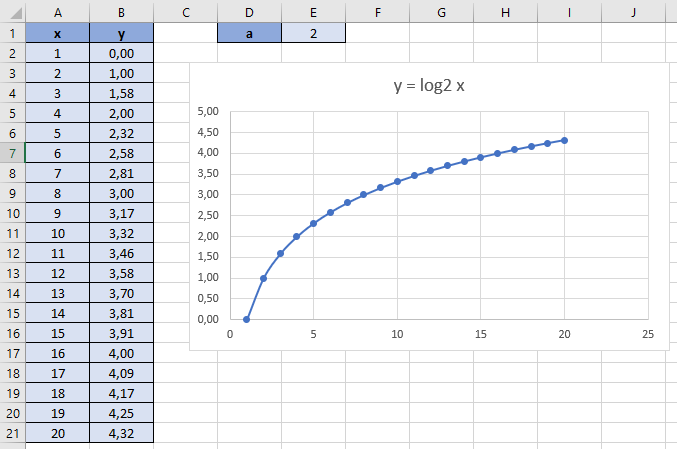 A B C D E F G H I J
1 x y a 2
2 1 0,00
3 2 1,00
4 3 1,58
5 4 2,00
6 5 2,32
7 6 2,58
8 7 2,81
9 8 3,00
10 9 3,17
11 10 3,32
12 11 3,46
13 12 3,58
14 13 3,70
15 14 3,81
16 15 3,91
17 16 4,00
18 17 4,09
19 18 4,17
20 19 4,25
21 20 4,32
y = log2 x
5,00
4,50
4,00
3,50
3,00
2,50
2,00
1,50
1,00
0,50
0,00
0 5 10 15 20 25